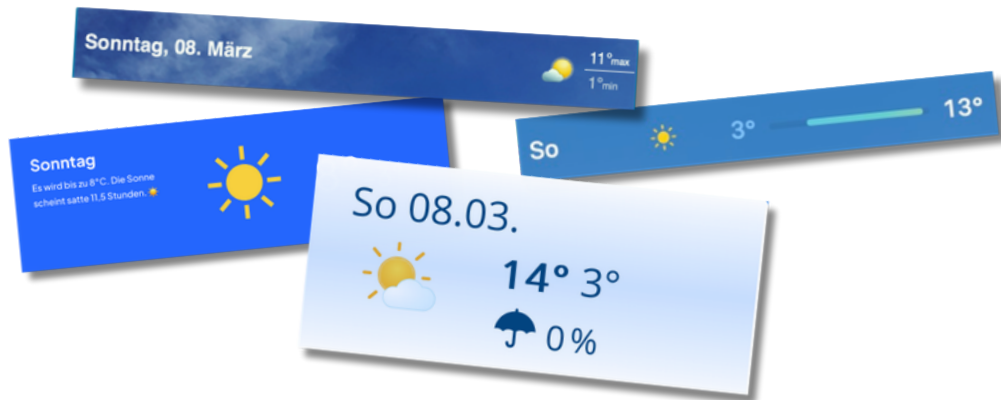 Sonntag, 08. März
11°max
1°min
So
3°
13°
Sonntag
Es wird bis zu 8°C. Die Sonne
scheint satte 11,5 Stunden.
So 08.03.
14° 3°
0 %